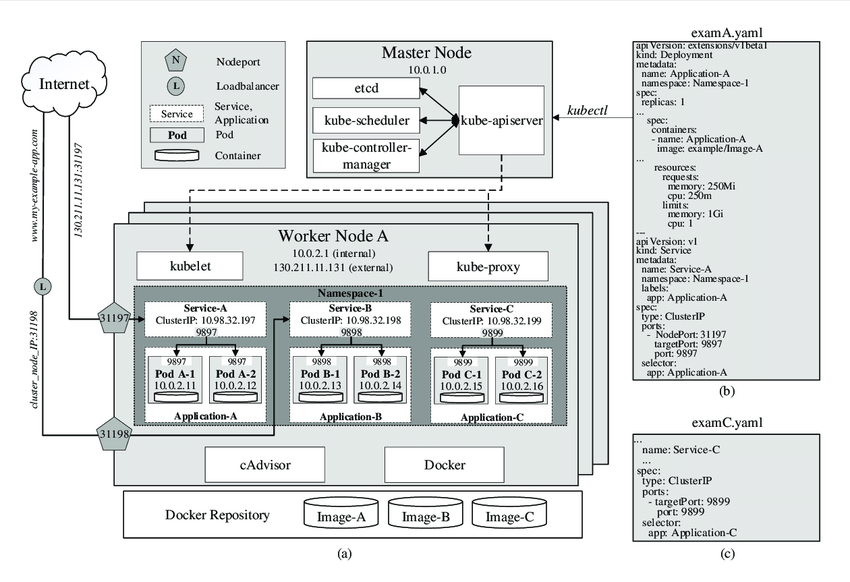 Internet
N
Nodeport
L
Loadbalancer
Service
Service,
Application
Pod
Pod
Container
Master Node
10.0.1.0
etcd
kube-scheduler
kube-controller-
manager
kube-apiserver
kubectl
www.my-example-app.com
130.211.11.131:31197
L
cluster_node_IP:31198
31197
31198
Worker Node A
10.0.2.1 (internal)
130.211.11.131 (external)
kubelet
kube-proxy
Namespace-1
Service-A
ClusterIP: 10.98.32.197
9897
9897
Pod A-1
10.0.2.11
9897
Pod A-2
10.0.2.12
Application-A
Service-B
ClusterIP: 10.98.32.198
9898
9898
Pod B-1
10.0.2.13
9898
Pod B-2
10.0.2.14
Application-B
Service-C
ClusterIP: 10.98.32.199
9899
9899
Pod C-1
10.0.2.15
9899
Pod C-2
10.0.2.16
Application-C
cAdvisor
Docker
Docker Repository
Image-A
Image-B
Image-C
(a)
examA.yaml
apiVersion: extensions/v1beta1
kind: Deployment
metadata:
name: Application-A
namespace: Namespace-1
spec:
replicas: 1
...
spec:
containers:
- name: Application-A
image: example/Image-A
...
resources:
requests:
memory: 250Mi
cpu: 250m
limits:
memory: 1Gi
cpu: 1
---
apiVersion: v1
kind: Service
metadata:
name: Service-A
namespace: Namespace-1
labels:
app: Application-A
spec:
type: ClusterIP
ports:
- NodePort: 31197
targetPort: 9897
port: 9897
selector:
app: Application-A
(b)
examC.yaml
...
name: Service-C
...
spec:
type: ClusterIP
ports:
- targetPort: 9899
port: 9899
selector:
app: Application-C
(c)